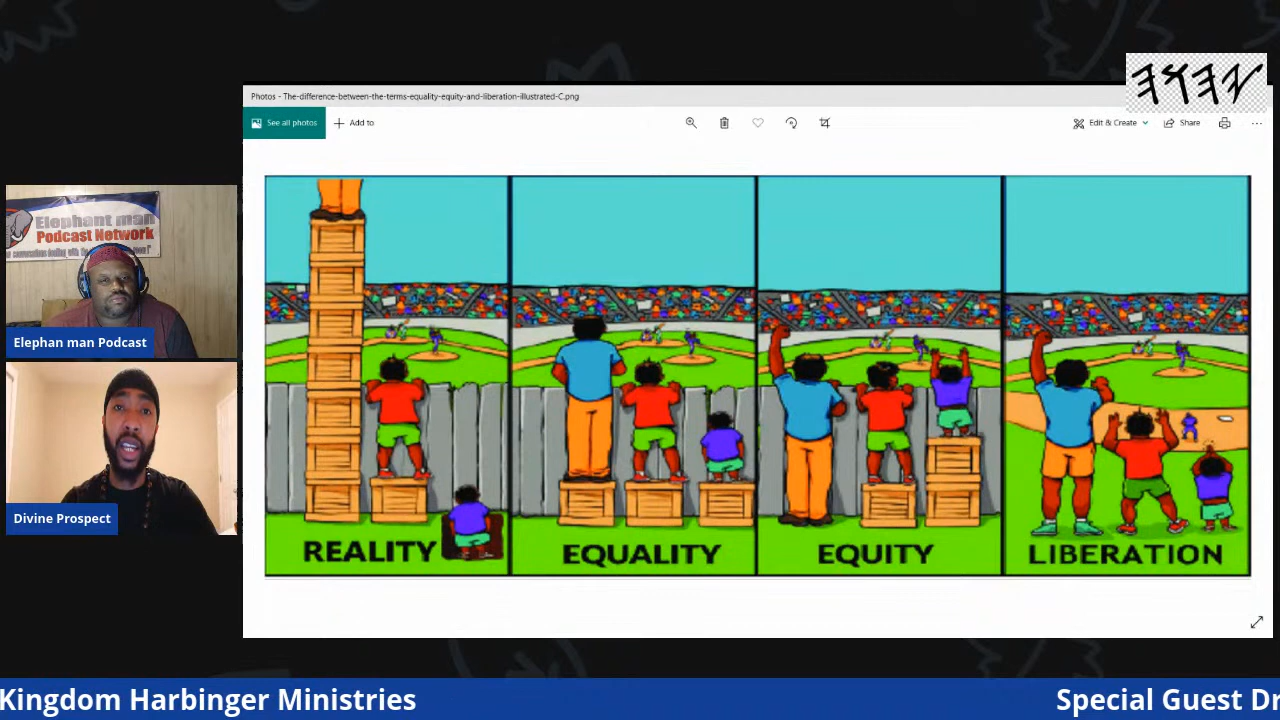 𐤉𐤄𐤅𐤄
Photos - The-difference-between-the-terms-equality-equity-and-liberation-illustrated-C.png
See all photos
Add to
Edit & Create
Share
Elephant man
Podcast Network
Elephan man Podcast
Divine Prospect
REALITY
EQUALITY
EQUITY
LIBERATION
Kingdom Harbinger Ministries
Special Guest Dr